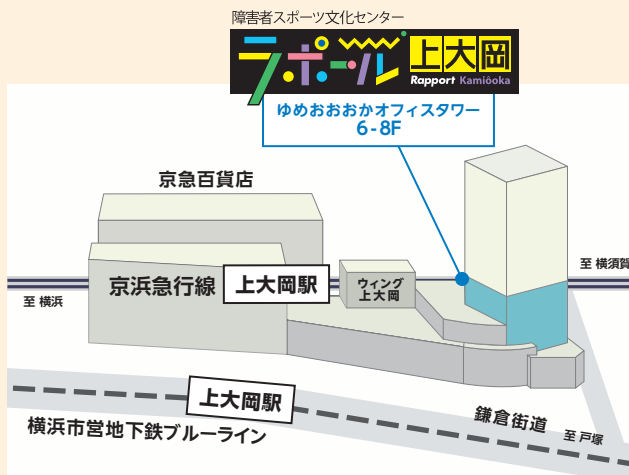 障害者スポーツ文化センター
ラポール上大岡
Rapport Kamiôoka
ゆめおおおかオフィスタワー
6-8F
京急百貨店
京浜急行線
上大岡駅
ウィング
上大岡
至 横須賀
至 横浜
上大岡駅
鎌倉街道
至 戸塚
横浜市営地下鉄ブルーライン